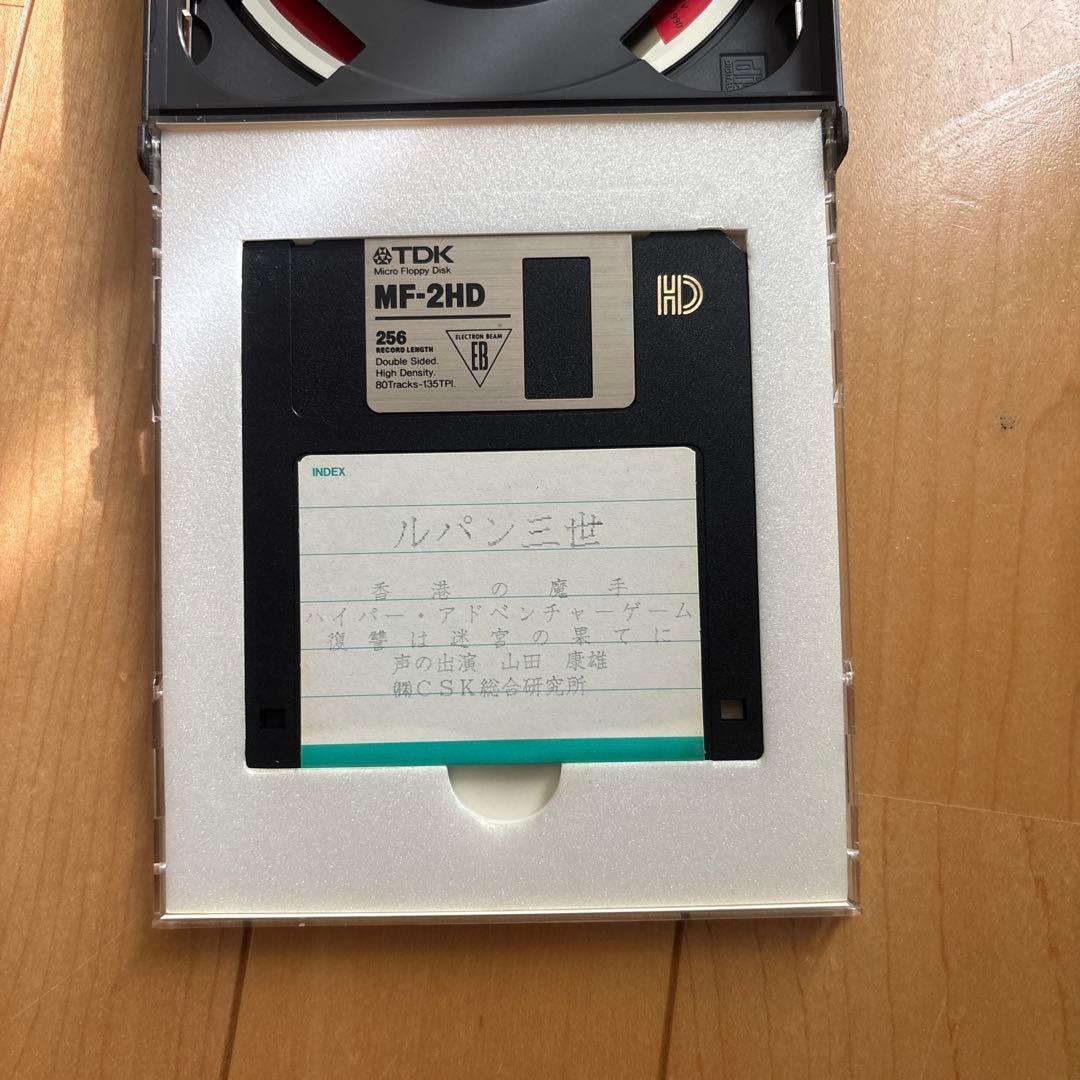 TDK
Micro Floppy Disk
MF-2HD
256
RECORD LENGTH
Double Sided.
High Density.
80Tracks-135TPI.
ELECTRON BEAM
EB
HD
INDEX
ルパン三世
香港の魔手
ハイパー・アドベンチャーゲーム
復讐は迷宮の果てに
声の出演 山田 康雄
㈱CSK総合研究所